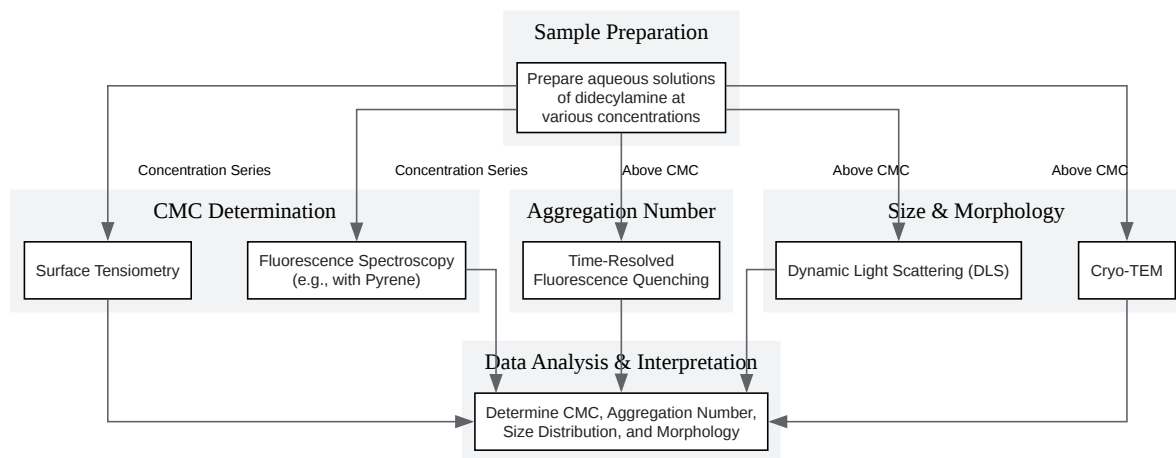 Sample Preparation
Prepare aqueous solutions
of didecylamine at
various concentrations
Concentration Series
Concentration Series
Above CMC
Above CMC
Above CMC
CMC Determination
Aggregation Number
Size & Morphology
Surface Tensiometry
Fluorescence Spectroscopy
(e.g., with Pyrene)
Time-Resolved
Fluorescence Quenching
Dynamic Light Scattering (DLS)
Cryo-TEM
Data Analysis & Interpretation
Determine CMC, Aggregation Number,
Size Distribution, and Morphology